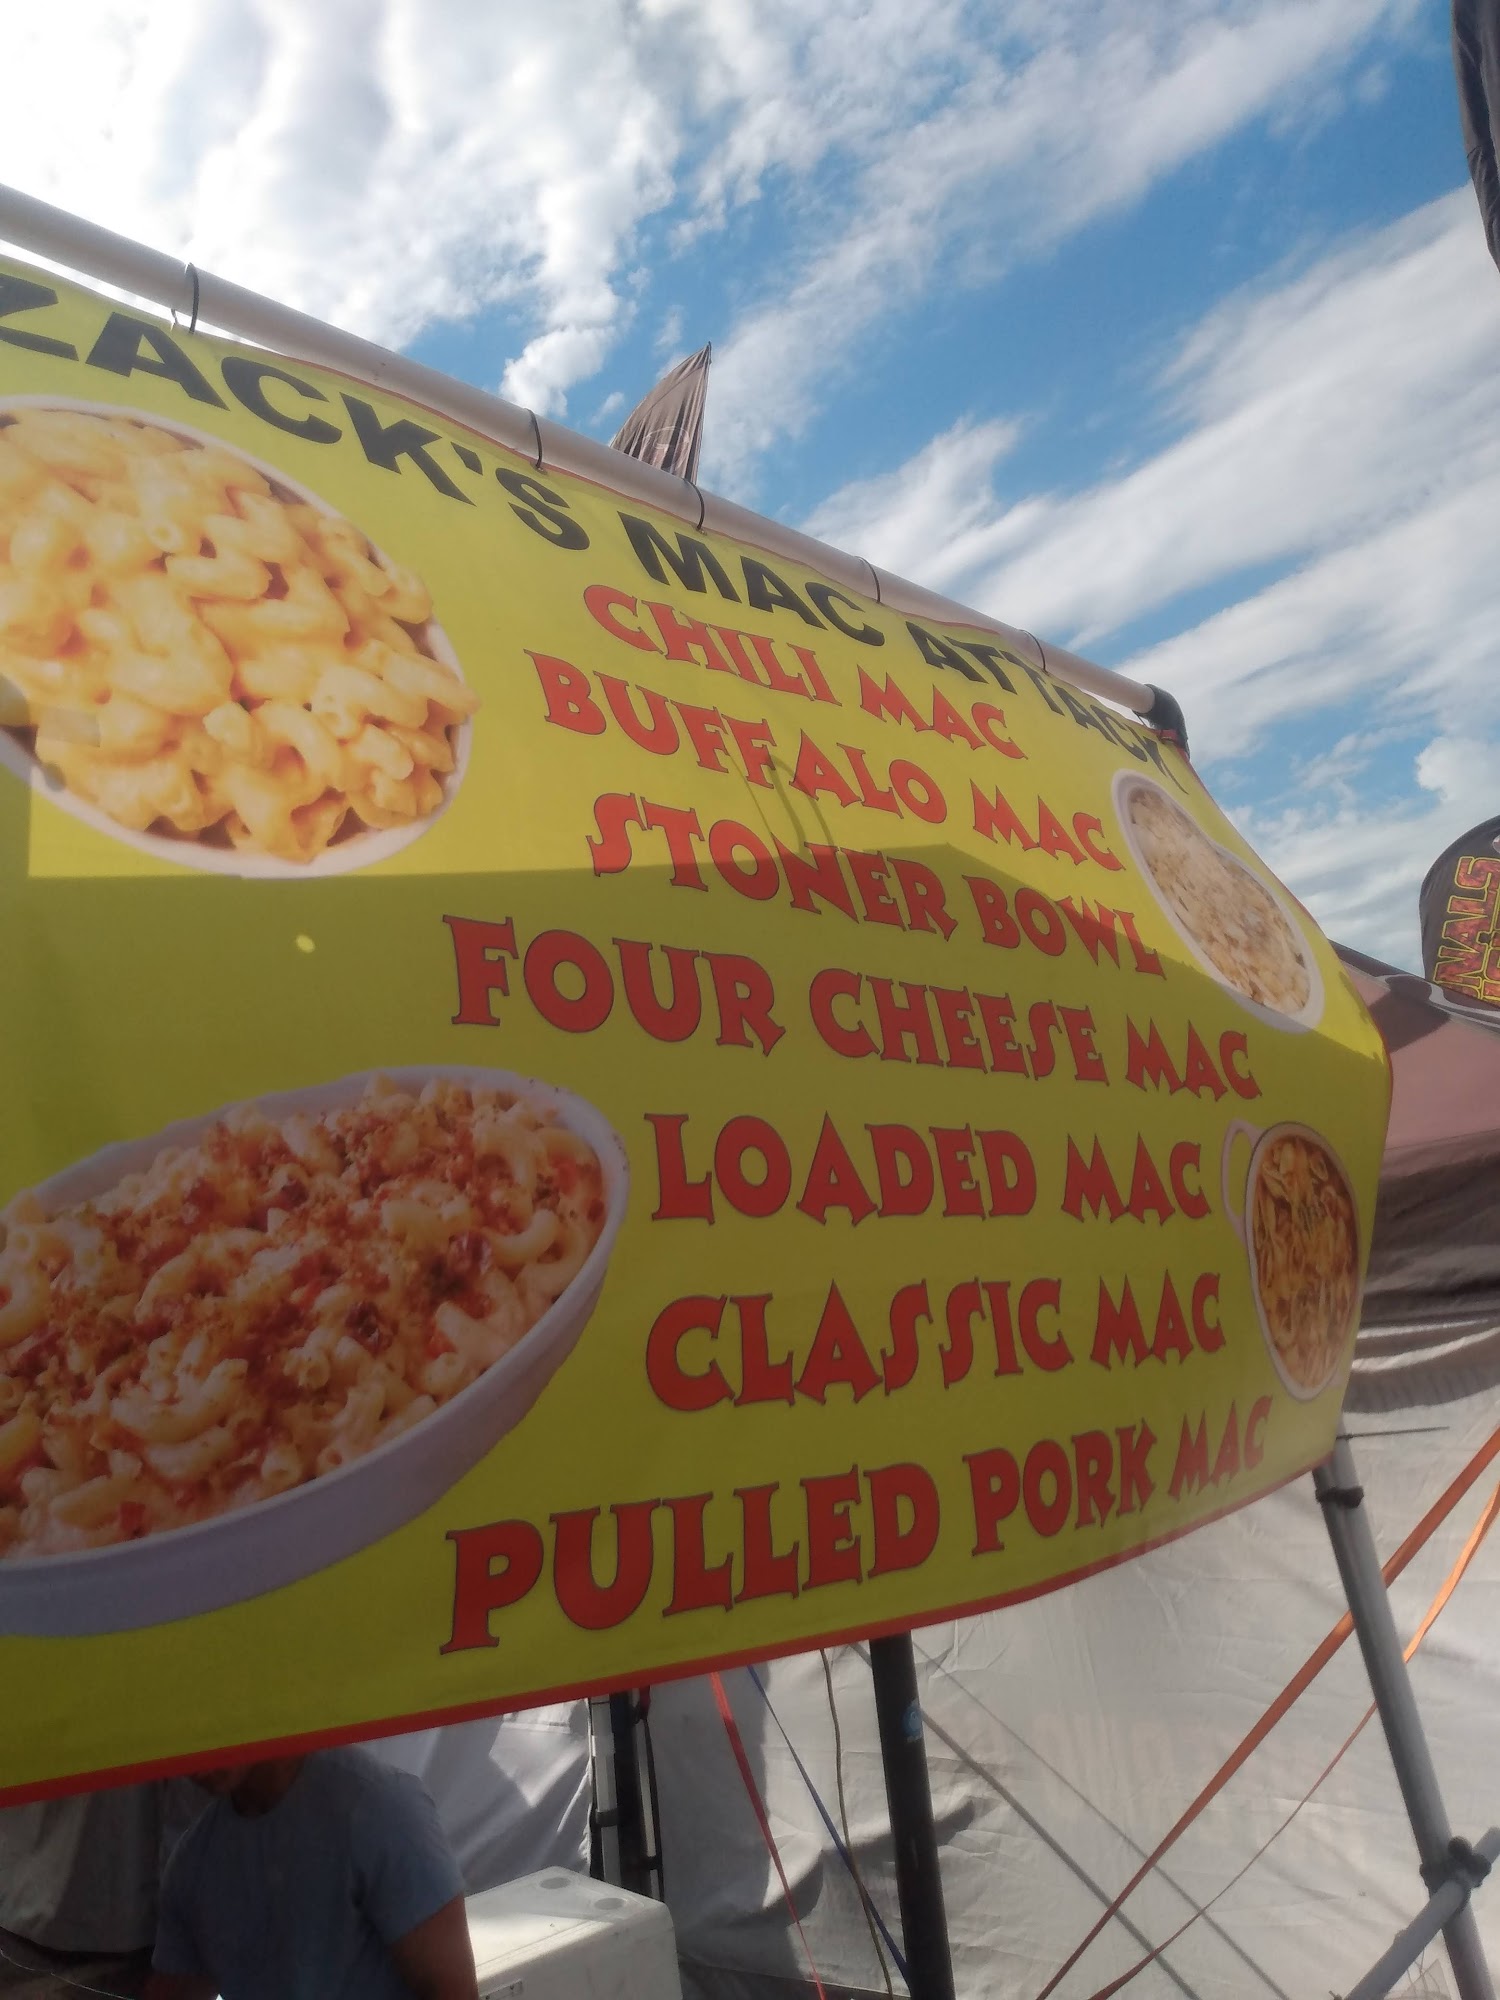 ZACK'S MAC ATTACK!
CHILI MAC
BUFFALO MAC
STONER BOWL
FOUR CHEESE MAC
LOADED MAC
CLASSIC MAC
PULLED PORK MAC